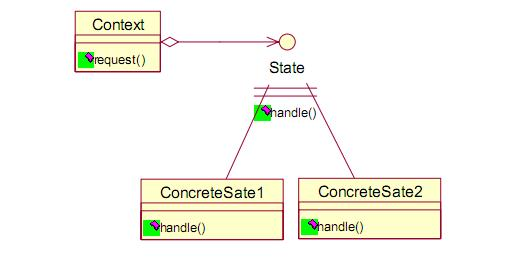 Context
request()
State
handle()
ConcreteSate1
handle()
ConcreteSate2
handle()